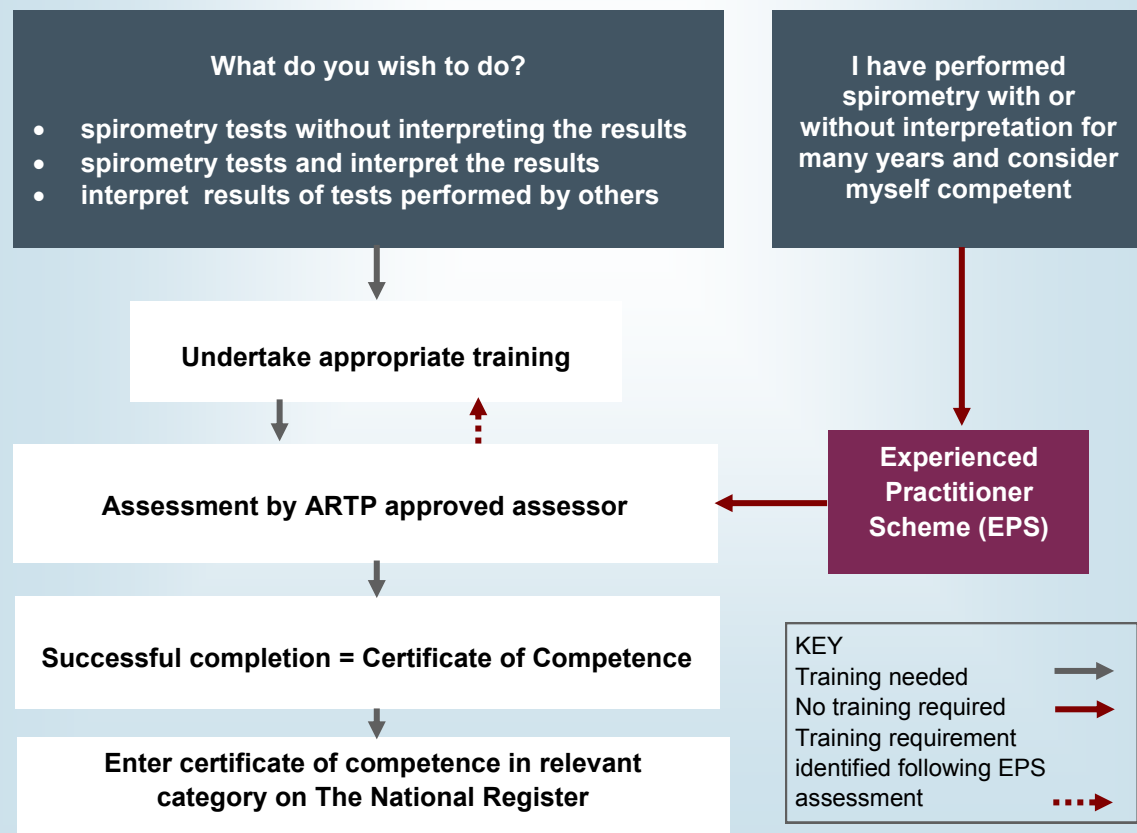 What do you wish to do?
• spirometry tests without interpreting the results
• spirometry tests and interpret the results
• interpret results of tests performed by others
I have performed
spirometry with or
without interpretation for
many years and consider
myself competent
Undertake appropriate training
Assessment by ARTP approved assessor
Experienced
Practitioner
Scheme (EPS)
Successful completion = Certificate of Competence
Enter certificate of competence in relevant
category on The National Register
KEY
Training needed
No training required
Training requirement
identified following EPS
assessment